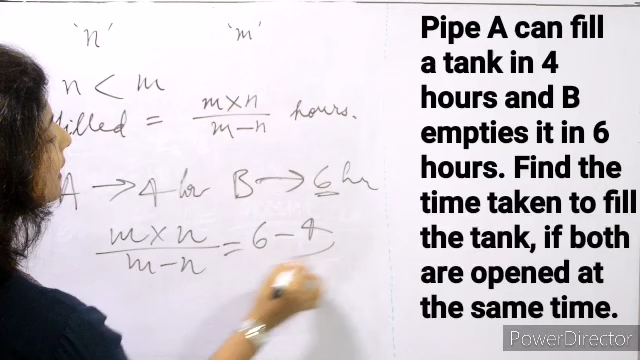 'n' 'm'
n < m
filled = m×n / m−n hours.
A → 4 hr B → 6 hr
m×n / m−n = 6 − 4
Pipe A can fill
a tank in 4
hours and B
empties it in 6
hours. Find the
time taken to fill
the tank, if both
are opened at
the same time.
PowerDirector